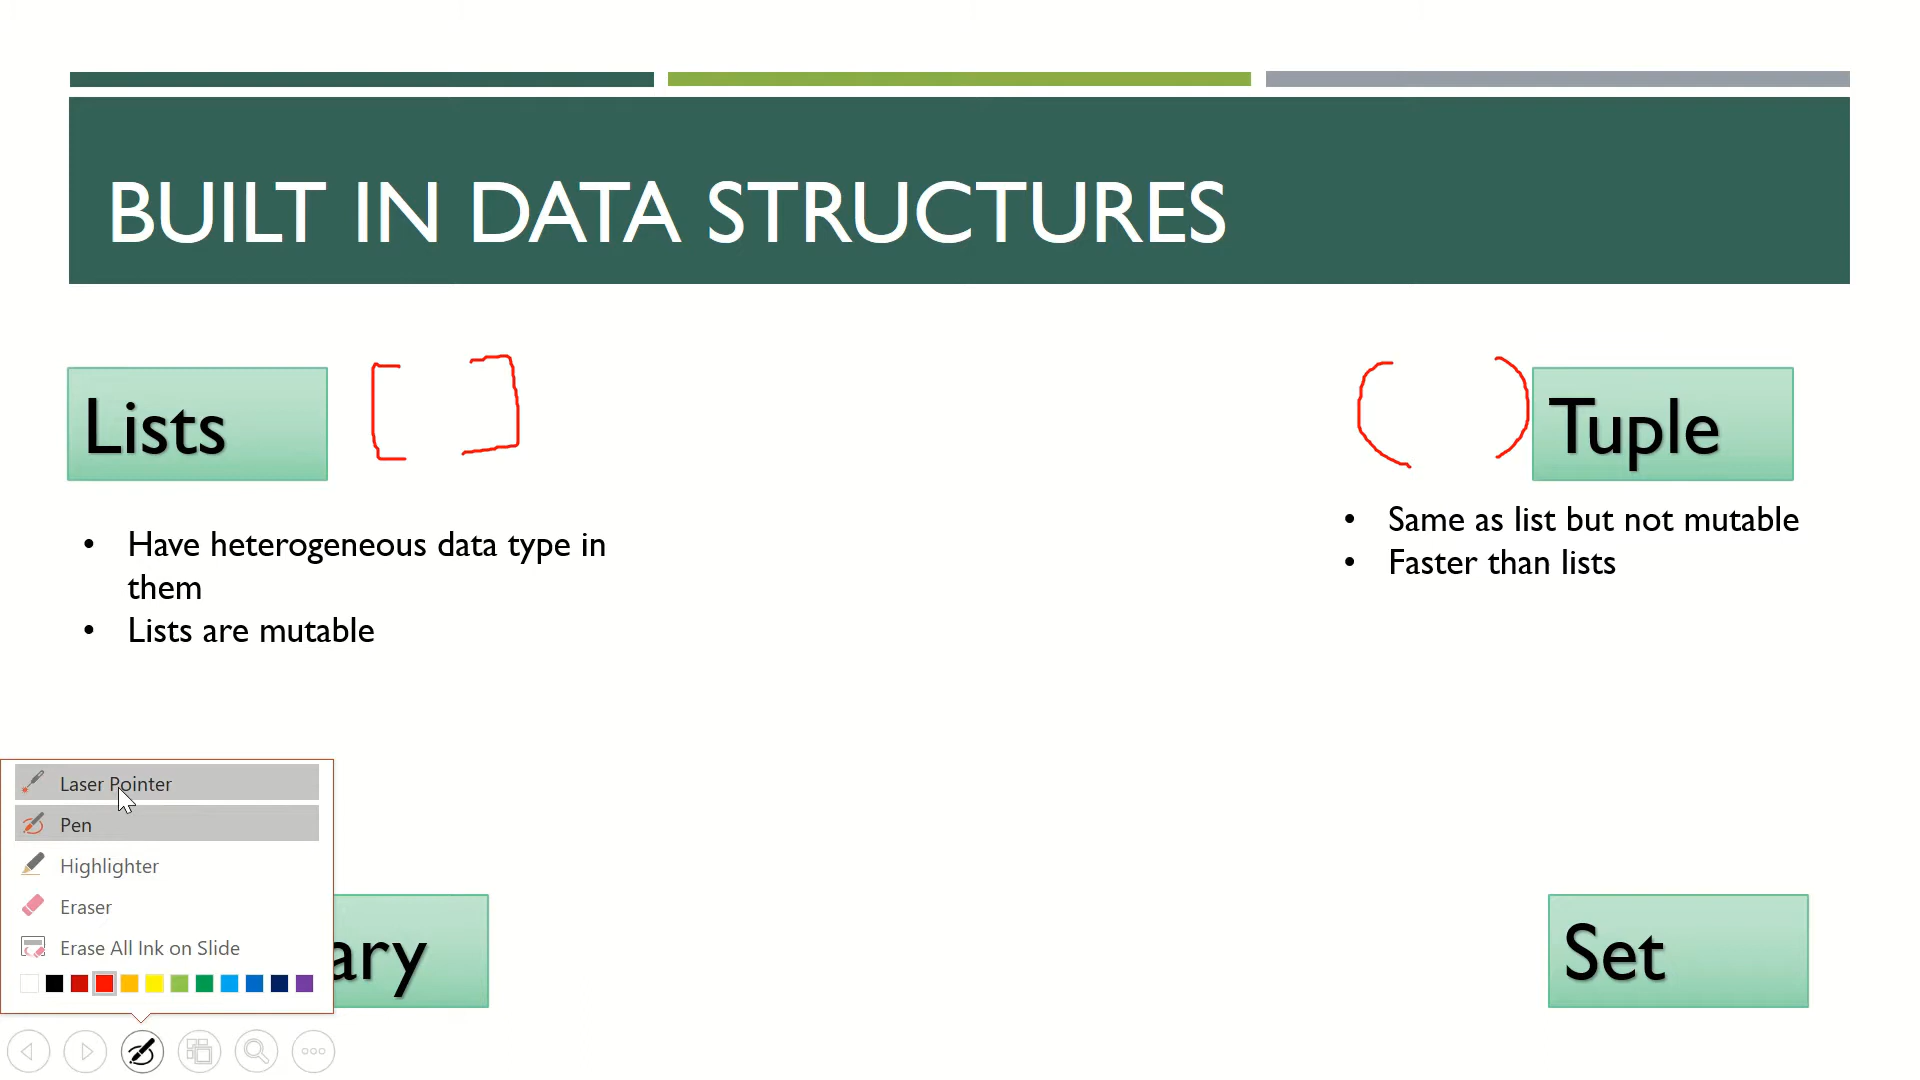 BUILT IN DATA STRUCTURES
Lists
[ ]
( )
Tuple
• Have heterogeneous data type in
them
• Lists are mutable
• Same as list but not mutable
• Faster than lists
Laser Pointer
Pen
Highlighter
Eraser
Erase All Ink on Slide
ary
Set